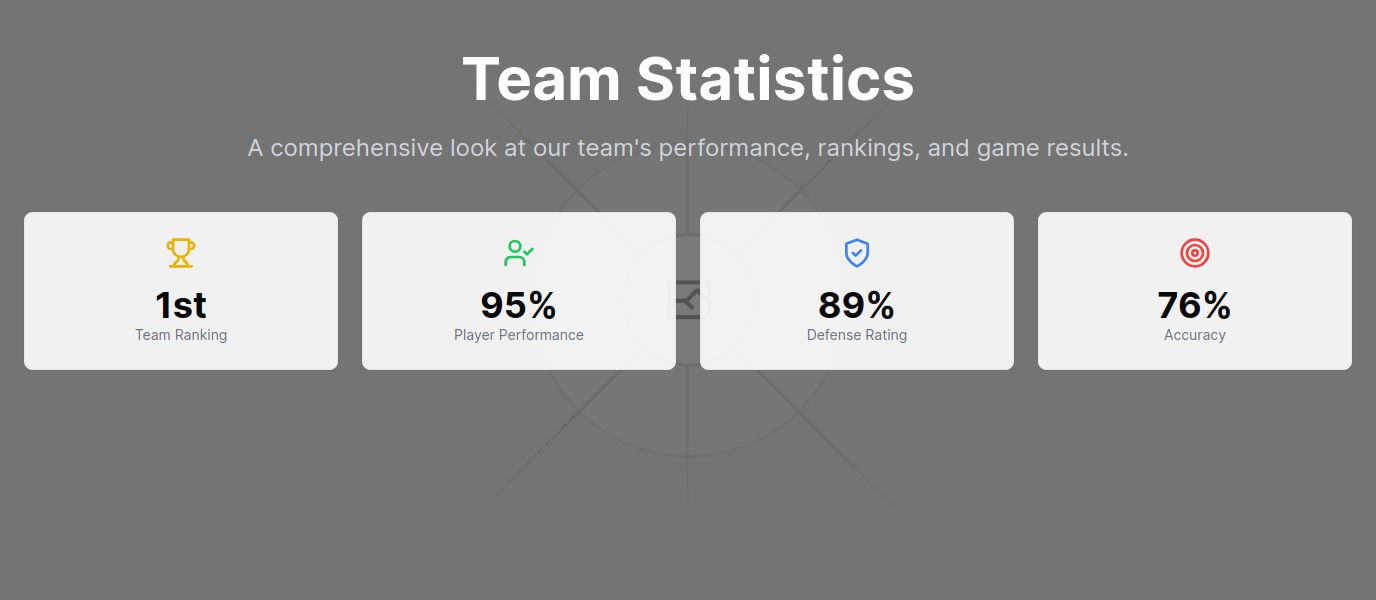 Team Statistics
A comprehensive look at our team's performance, rankings, and game results.
1st
Team Ranking
95%
Player Performance
89%
Defense Rating
76%
Accuracy